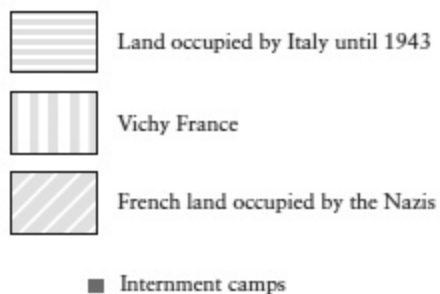 Land occupied by Italy until 1943
Vichy France
French land occupied by the Nazis
Internment camps